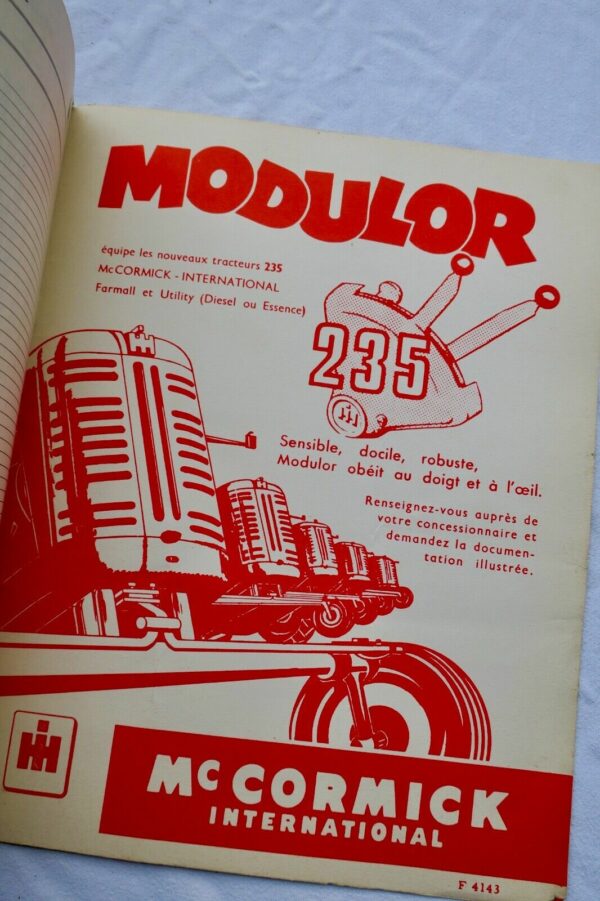 MODULOR
équipe les nouveaux tracteurs 235
McCORMICK - INTERNATIONAL
Farmall et Utility (Diesel ou Essence)
235
IH
Sensible, docile, robuste,
Modulor obéit au doigt et à l'œil.
Renseignez-vous auprès de
votre concessionnaire et
demandez la documen-
tation illustrée.
IH
McCORMICK
INTERNATIONAL
F 4143